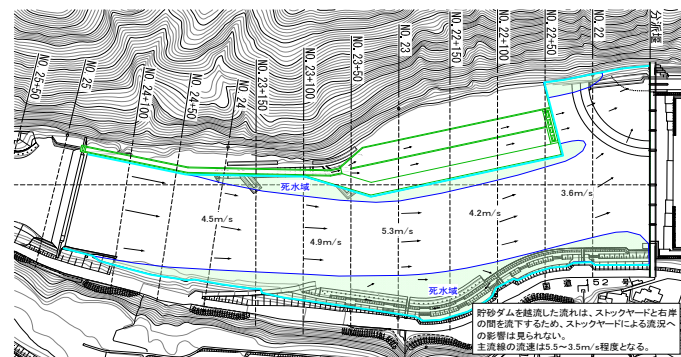 NO. 25+50
NO. 25
NO. 24+100
NO. 24+50
NO. 24
NO. 23+150
NO. 23+100
NO. 23+50
NO. 23
NO. 22+150
NO. 22+100
NO. 22+50
NO. 22
分派堰
死水域
4.5m/s
4.9m/s
5.3m/s
4.2m/s
3.6m/s
死水域
国道152号
貯砂ダムを越流した流れは、ストックヤードと右岸
の間を流下するため、ストックヤードによる流況へ
の影響は見られない。
主流線の流速は5.5~3.5m/s程度となる。